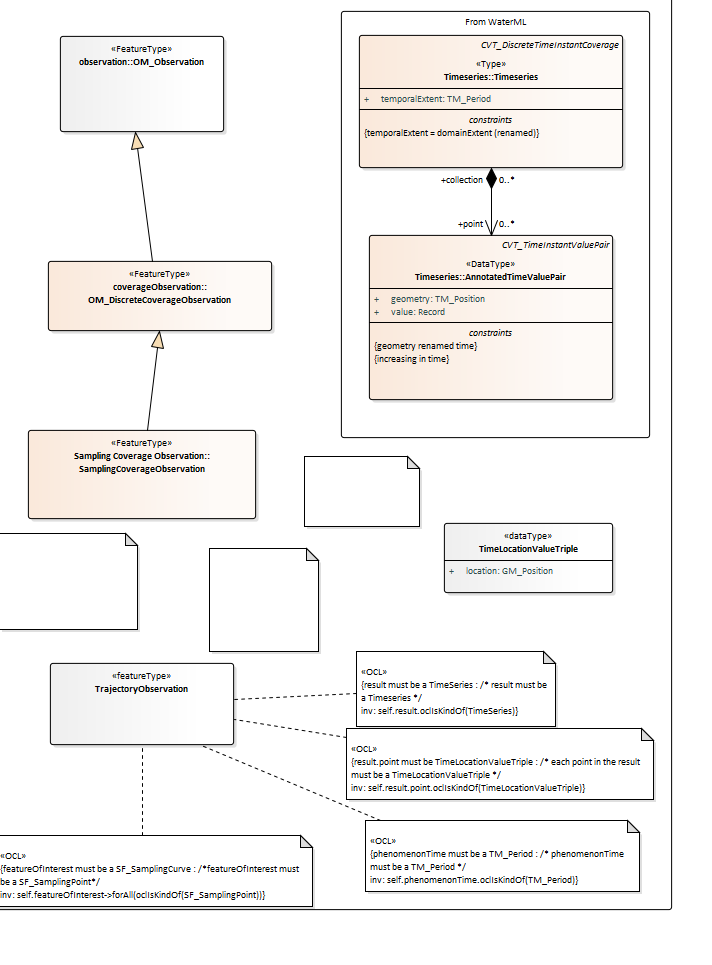 From WaterML
«FeatureType»
observation::OM_Observation
CVT_DiscreteTimeInstantCoverage
«Type»
Timeseries::Timeseries
+ temporalExtent: TM_Period
constraints
{temporalExtent = domainExtent (renamed)}
+collection 0..*
+point 0..*
CVT_TimeInstantValuePair
«DataType»
Timeseries::AnnotatedTimeValuePair
+ geometry: TM_Position
+ value: Record
constraints
{geometry renamed time}
{increasing in time}
«FeatureType»
coverageObservation::
OM_DiscreteCoverageObservation
«FeatureType»
Sampling Coverage Observation::
SamplingCoverageObservation
«dataType»
TimeLocationValueTriple
+ location: GM_Position
«featureType»
TrajectoryObservation
«OCL»
{result must be a TimeSeries : /* result must be
a Timeseries */
inv: self.result.oclIsKindOf(TimeSeries)}
«OCL»
{result.point must be TimeLocationValueTriple : /* each point in the result
must be a TimeLocationValueTriple */
inv: self.result.point.oclIsKindOf(TimeLocationValueTriple)}
«OCL»
{phenomenonTime must be a TM_Period : /* phenomenonTime
must be a TM_Period */
inv: self.phenomenonTime.oclIsKindOf(TM_Period)}
«OCL»
{featureOfInterest must be a SF_SamplingCurve : /*featureOfInterest must
be a SF_SamplingPoint*/
inv: self.featureOfInterest->forAll(oclIsKindOf(SF_SamplingPoint))}